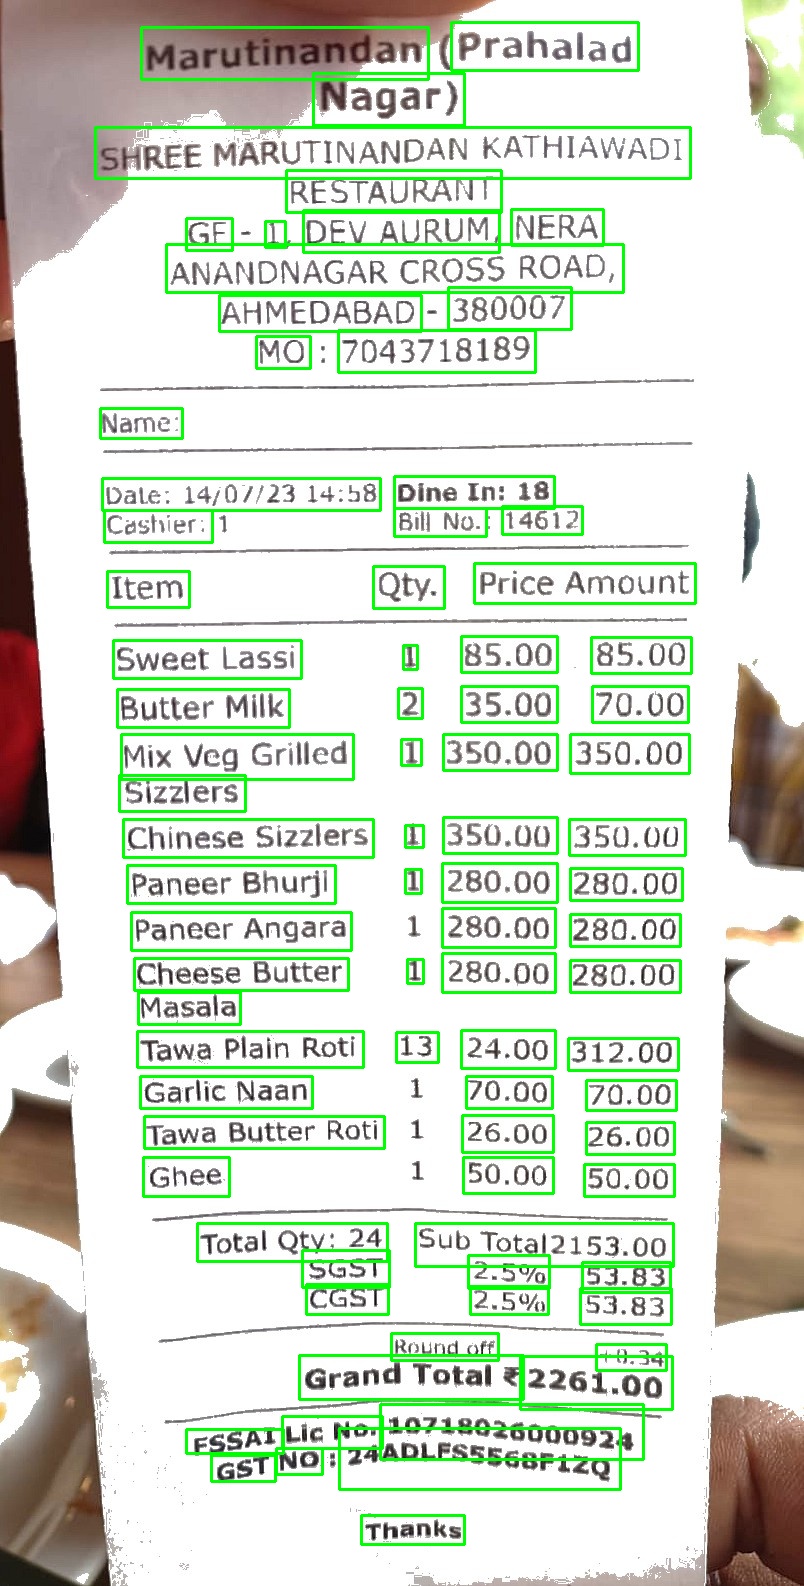 Marutinandan (Prahalad
Nagar)
SHREE MARUTINANDAN KATHIAWADI
RESTAURANT
GF - 1, DEV AURUM, NERA
ANANDNAGAR CROSS ROAD,
AHMEDABAD - 380007
MO : 7043718189
Name:
Date: 14/07/23 14:58 Dine In: 18
Cashier: 1 Bill No.: 14612
Item Qty. Price Amount
Sweet Lassi 1 85.00 85.00
Butter Milk 2 35.00 70.00
Mix Veg Grilled 1 350.00 350.00
Sizzlers
Chinese Sizzlers 1 350.00 350.00
Paneer Bhurji 1 280.00 280.00
Paneer Angara 1 280.00 280.00
Cheese Butter 1 280.00 280.00
Masala
Tawa Plain Roti 13 24.00 312.00
Garlic Naan 1 70.00 70.00
Tawa Butter Roti 1 26.00 26.00
Ghee 1 50.00 50.00
Total Qty: 24 Sub Total 2153.00
SGST 2.5% 53.83
CGST 2.5% 53.83
Round off +0.34
Grand Total ₹ 2261.00
FSSAI Lic No. 10718026000924
GST NO : 24ADLFS5568F1ZQ
Thanks